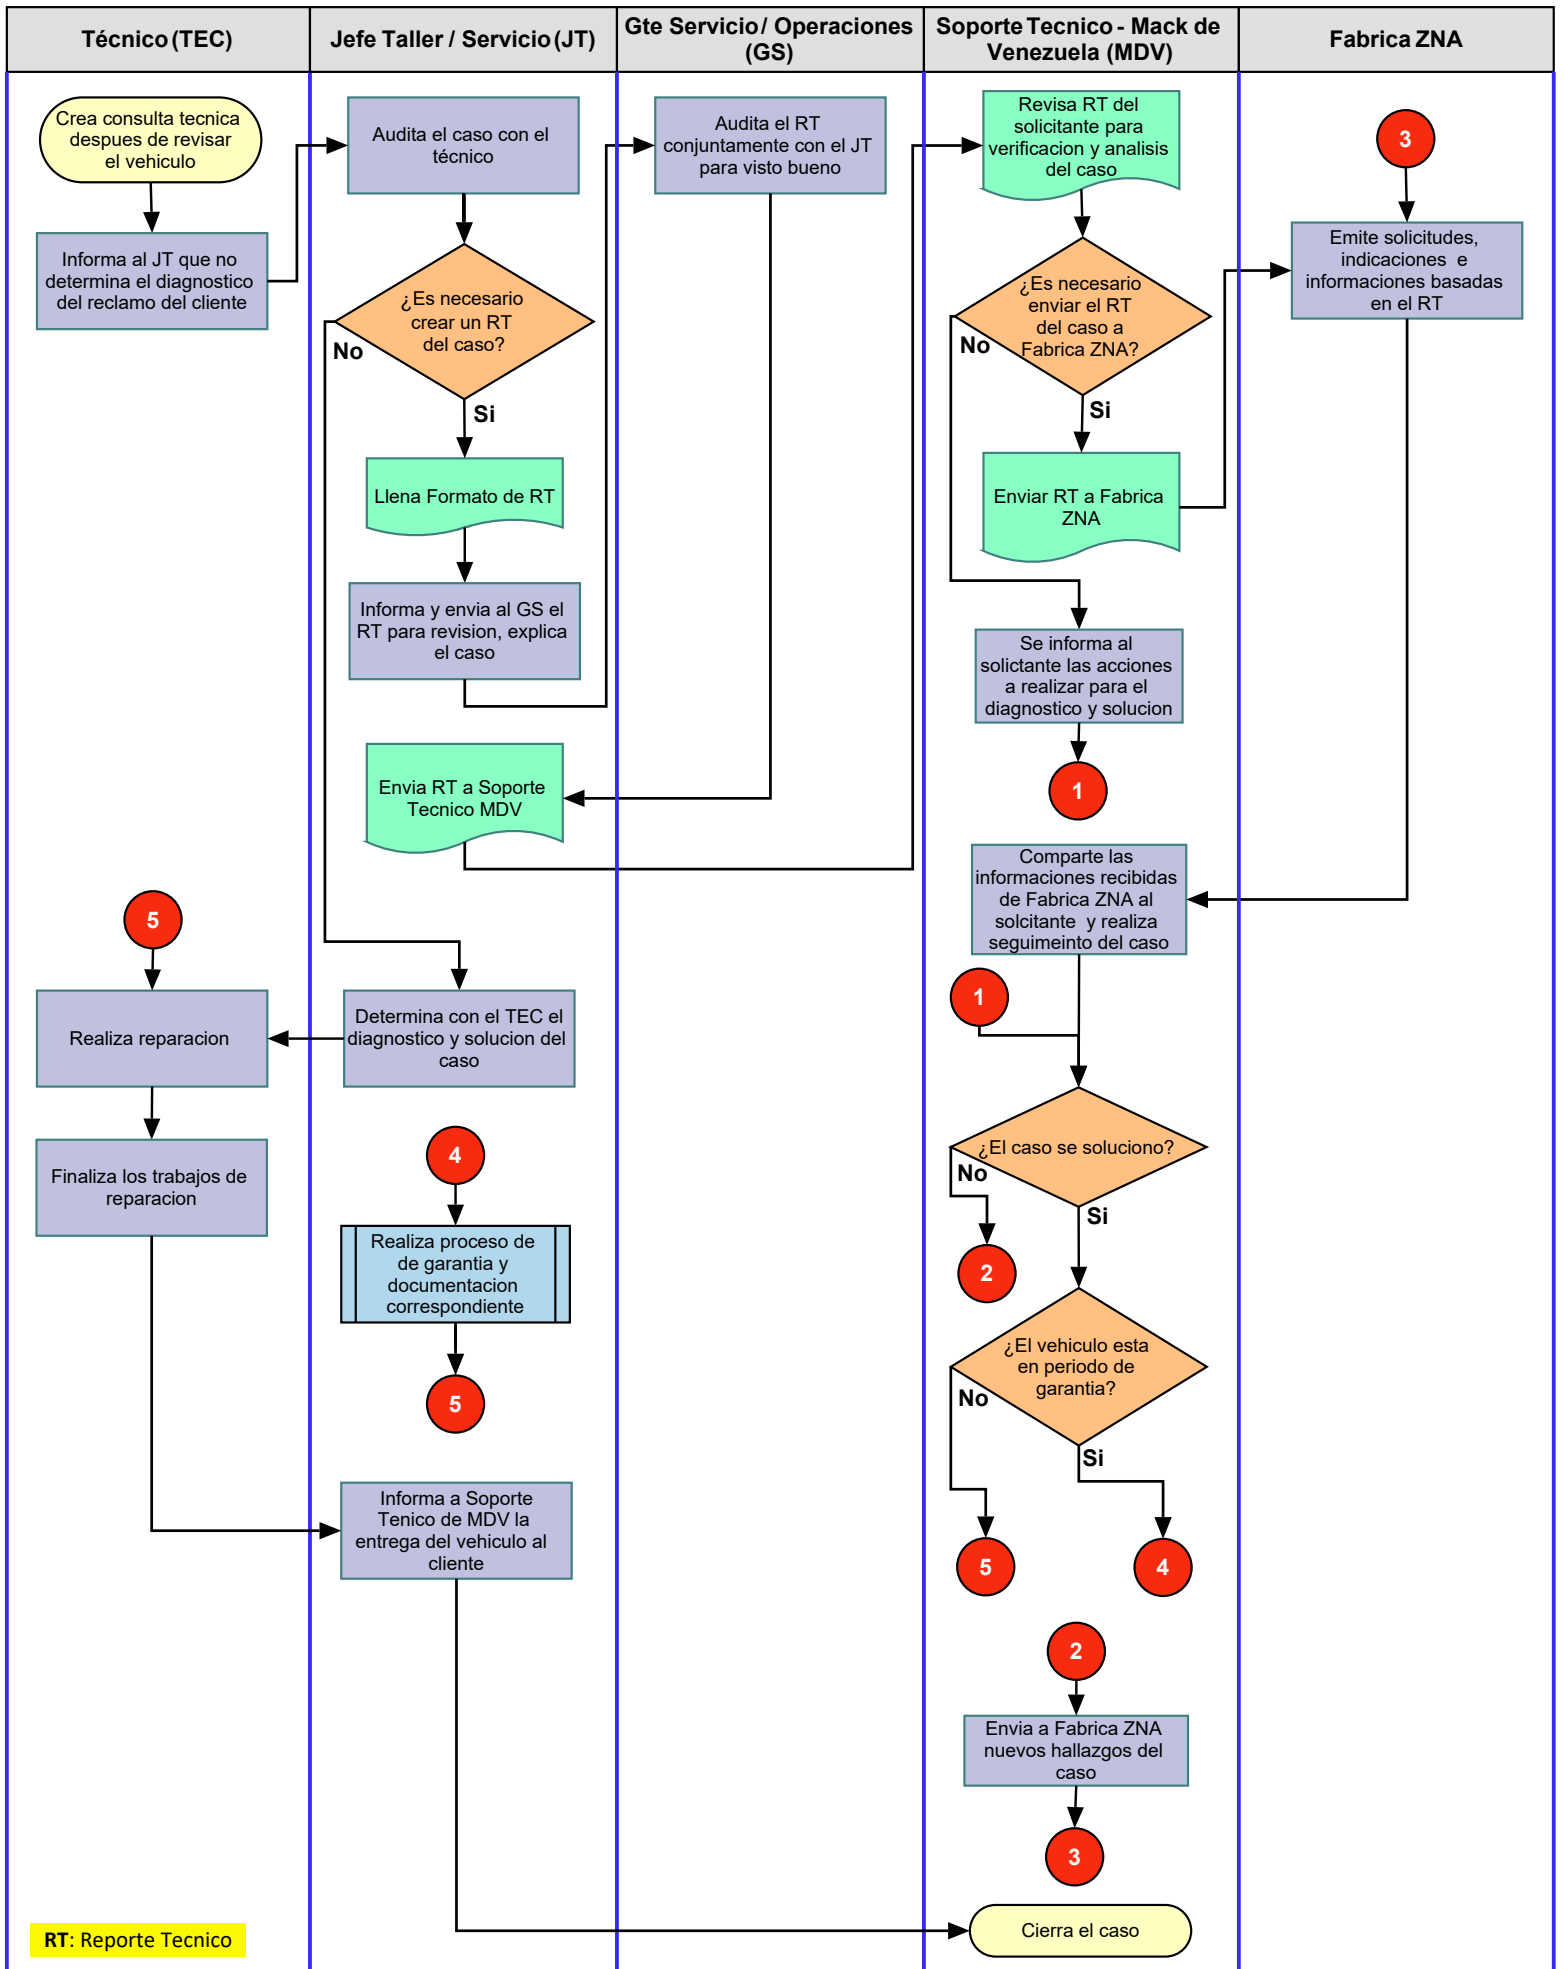 Técnico (TEC)
Jefe Taller / Servicio (JT)
Gte Servicio/ Operaciones
(GS)
Soporte Tecnico - Mack de
Venezuela (MDV)
Fabrica ZNA
Crea consulta tecnica
despues de revisar
el vehiculo
Informa al JT que no
determina el diagnostico
del reclamo del cliente
Audita el caso con el
técnico
¿Es necesario
crear un RT
del caso?
No
Si
Llena Formato de RT
Informa y envia al GS el
RT para revision, explica
el caso
Audita el RT
conjuntamente con el JT
para visto bueno
Envia RT a Soporte
Tecnico MDV
Revisa RT del
solicitante para
verificacion y analisis
del caso
¿Es necesario
enviar el RT
del caso a
Fabrica ZNA?
No
Si
Enviar RT a Fabrica
ZNA
3
Emite solicitudes,
indicaciones e
informaciones basadas
en el RT
Se informa al
solictante las acciones
a realizar para el
diagnostico y solucion
1
Comparte las
informaciones recibidas
de Fabrica ZNA al
solcitante y realiza
seguimeinto del caso
1
5
Realiza reparacion
Determina con el TEC el
diagnostico y solucion del
caso
Finaliza los trabajos de
reparacion
4
Realiza proceso de
de garantia y
documentacion
correspondiente
5
¿El caso se soluciono?
No
Si
2
¿El vehiculo esta
en periodo de
garantia?
No
Si
5
4
Informa a Soporte
Tenico de MDV la
entrega del vehiculo al
cliente
2
Envia a Fabrica ZNA
nuevos hallazgos del
caso
3
Cierra el caso
RT: Reporte Tecnico